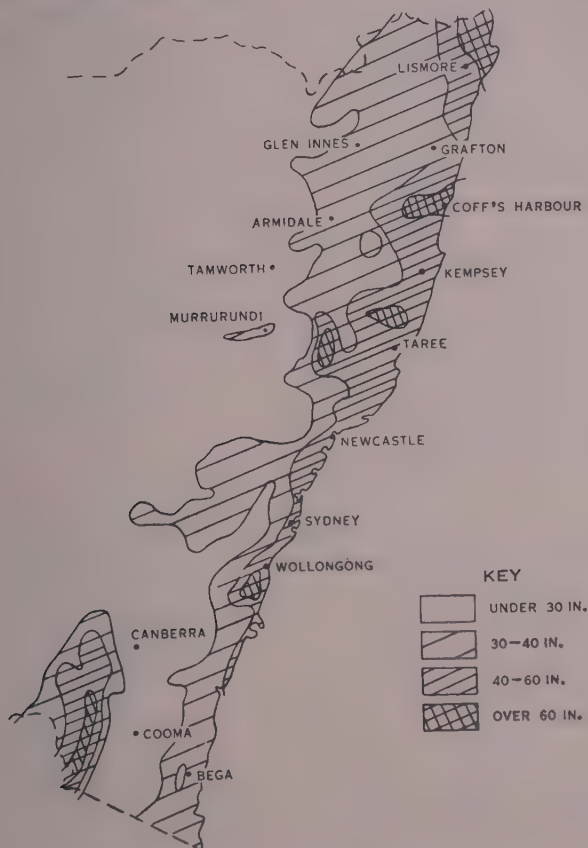 LISMORE
GLEN INNES
GRAFTON
ARMIDALE
COFF'S HARBOUR
TAMWORTH
KEMPSEY
MURRURUNDI
TAREE
NEWCASTLE
SYDNEY
WOLLONGONG
KEY
UNDER 30 IN.
CANBERRA
30-40 IN.
40-60 IN.
OVER 60 IN.
COOMA
BEGA